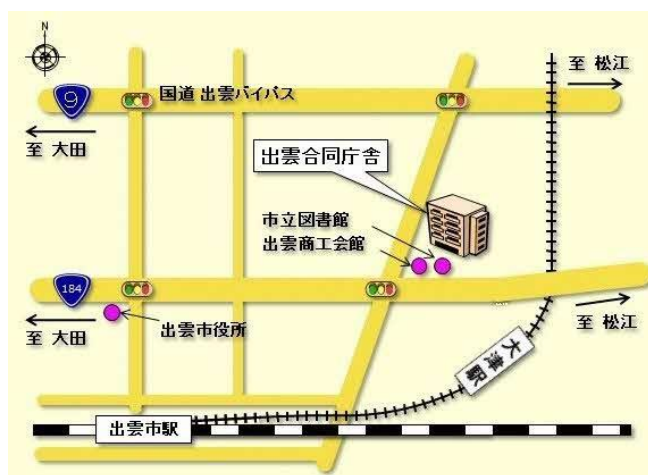 N
至 松江
9
国道 出雲バイパス
至 大田
出雲合同庁舎
市立図書館
出雲商工会館
184
至 松江
出雲市役所
至 大田
大津駅
出雲市駅